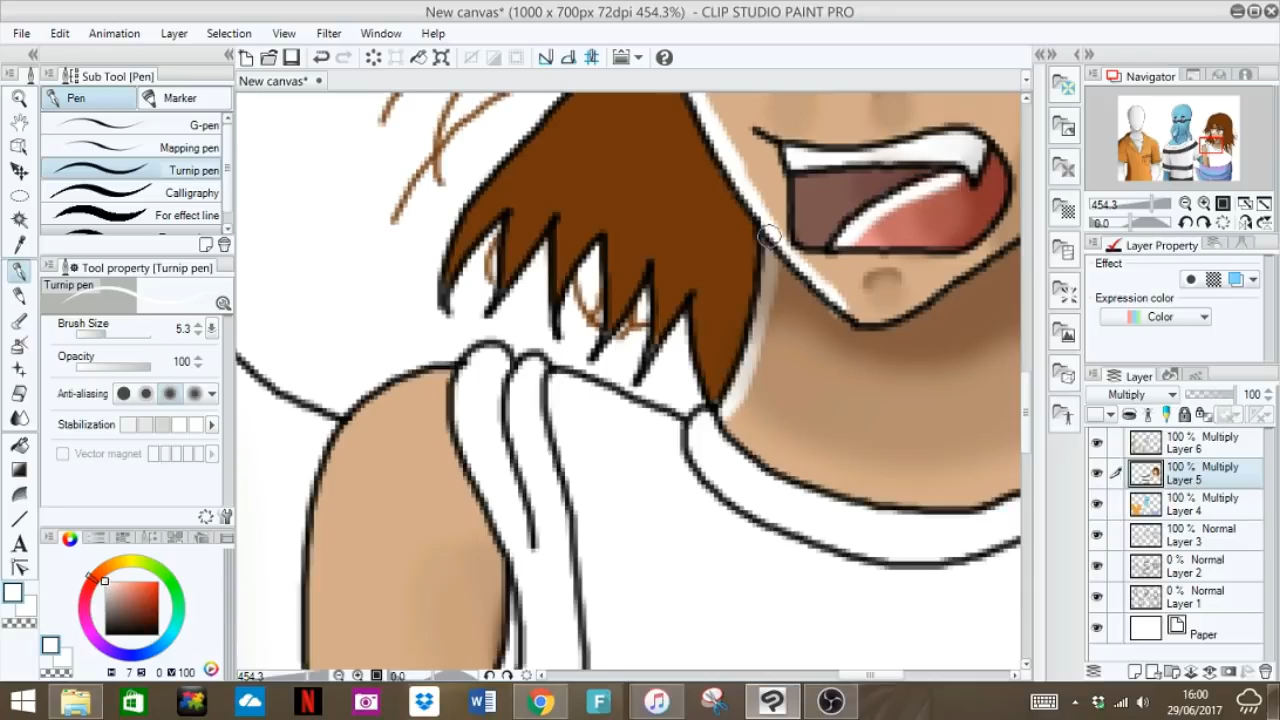 New canvas* (1000 x 700px 72dpi 454.3%) - CLIP STUDIO PAINT PRO
File Edit Animation Layer Selection View Filter Window Help
Sub Tool [Pen]
New canvas*
Navigator
Pen
Marker
G-pen
Mapping pen
Turnip pen
Calligraphy
For effect line
454.3
0.0
Tool property [Turnip pen]
Turnip pen
Layer Property
Effect
Brush Size 5.3
Expression color
Color
Opacity 100
Anti-aliasing
Stabilization
Vector magnet
Layer
Multiply 100
100 % Multiply
Layer 6
100 % Multiply
Layer 5
100 % Multiply
Layer 4
100 % Normal
Layer 3
0 % Normal
Layer 2
0 % Normal
Layer 1
Paper
H 7 S 0 V 100
454.3 0.0
16:00
29/06/2017